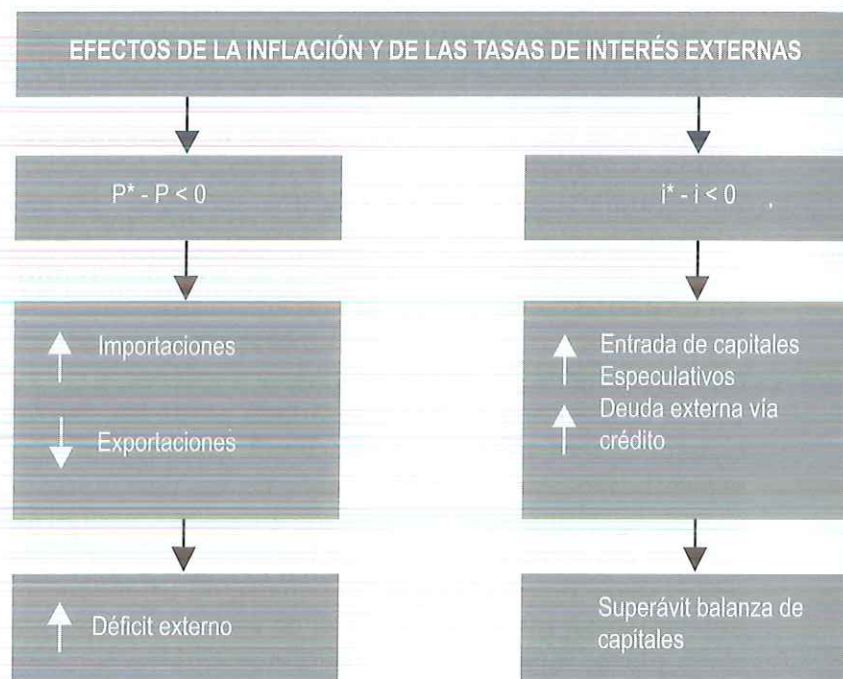 EFECTOS DE LA INFLACIÓN Y DE LAS TASAS DE INTERÉS EXTERNAS
P* - P < 0
i* - i < 0
Importaciones
Exportaciones
Entrada de capitales
Especulativos
Deuda externa vía
crédito
Déficit externo
Superávit balanza de
capitales